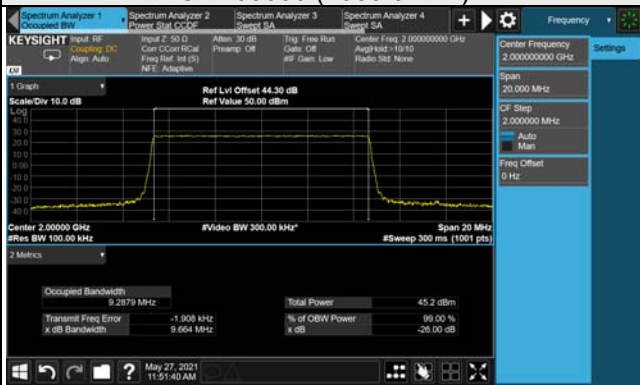 Spectrum Analyzer 1
Occupied BW
Spectrum Analyzer 2
Power Stat CCDF
Spectrum Analyzer 3
Swept SA
Spectrum Analyzer 4
Swept SA
+
Frequency
KEYSIGHT
Input: RF
Coupling: DC
Align: Auto
Input Z: 50 Ω
Corr CCorr RCal
Freq Ref: Int (S)
NFE: Adaptive
Atten: 30 dB
Preamp: Off
Trig: Free Run
Gate: Off
#IF Gain: Low
Center Freq: 2.000000000 GHz
Avg|Hold:>10/10
Radio Std: None
Center Frequency
2.000000000 GHz
Settings
Span
20.000 MHz
CF Step
2.000000 MHz
Auto
Man
Freq Offset
0 Hz
1 Graph
Scale/Div 10.0 dB
Ref Lvl Offset 44.30 dB
Ref Value 50.00 dBm
Log
40.0
30.0
20.0
10.0
0.00
-10.0
-20.0
-30.0
-40.0
Center 2.00000 GHz
#Res BW 100.00 kHz
#Video BW 300.00 kHz*
Span 20 MHz
#Sweep 300 ms (1001 pts)
2 Metrics
Occupied Bandwidth
9.2879 MHz
Total Power
45.2 dBm
Transmit Freq Error
-1.908 kHz
% of OBW Power
99.00 %
x dB Bandwidth
9.664 MHz
x dB
-26.00 dB
?
May 27, 2021
11:51:40 AM